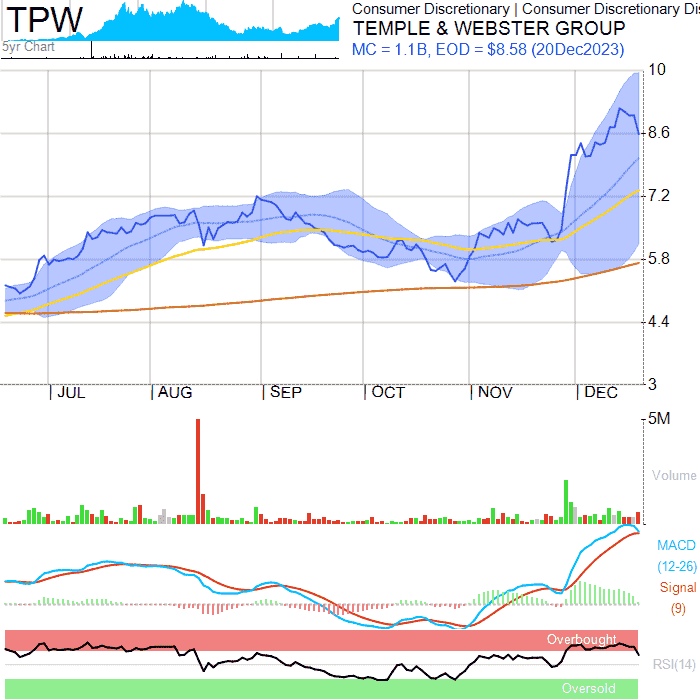 TPW
5yr Chart
Consumer Discretionary | Consumer Discretionary Dis
TEMPLE & WEBSTER GROUP
MC = 1.1B, EOD = $8.58 (20Dec2023)
10
8.6
7.2
5.8
4.4
3
JUL AUG SEP OCT NOV DEC
5M
Volume
MACD
(12-26)
Signal
(9)
Overbought
RSI(14)
Oversold